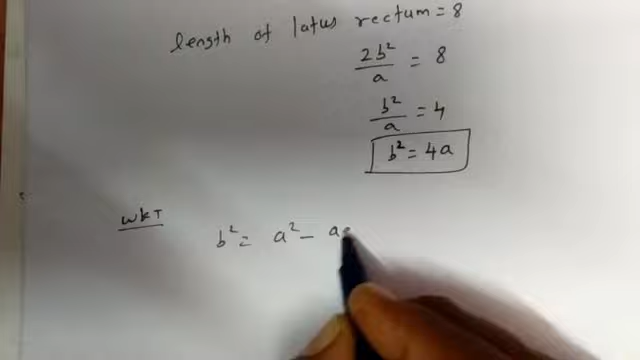 length of latus rectum = 8
2b²/a = 8
b²/a = 4
b² = 4a
WKT
b² = a² - a